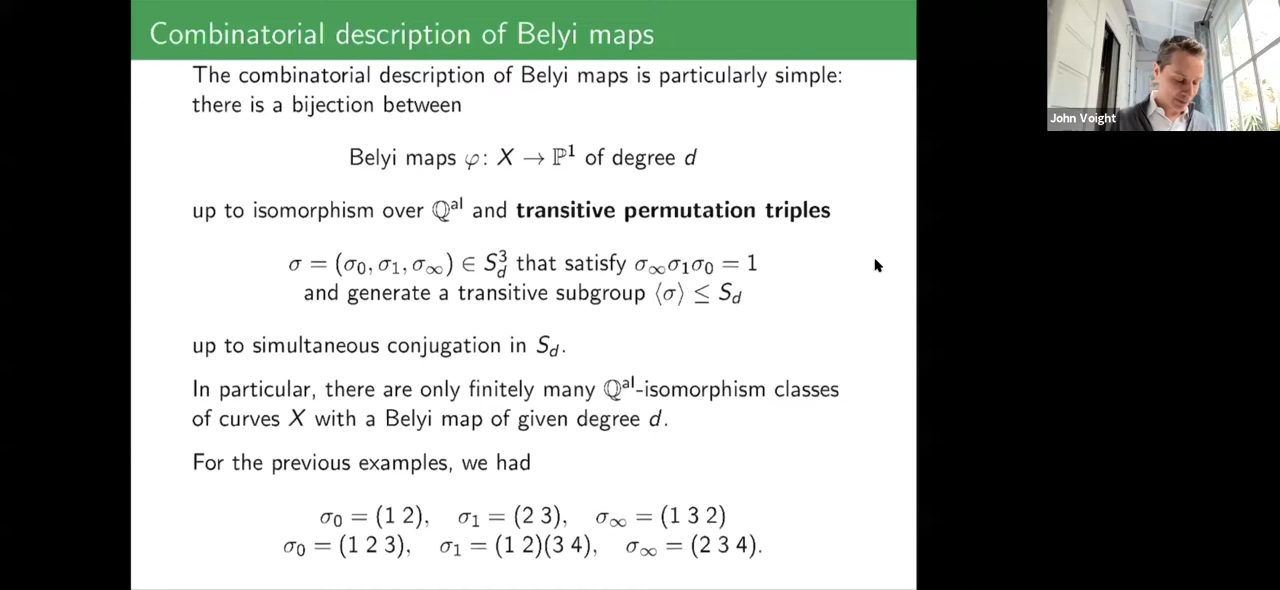 Combinatorial description of Belyi maps
The combinatorial description of Belyi maps is particularly simple:
there is a bijection between
Belyi maps φ: X → ℙ¹ of degree d
up to isomorphism over ℚᵃˡ and transitive permutation triples
σ = (σ₀, σ₁, σ∞) ∈ S_d³ that satisfy σ∞σ₁σ₀ = 1
and generate a transitive subgroup ⟨σ⟩ ≤ S_d
up to simultaneous conjugation in S_d.
In particular, there are only finitely many ℚᵃˡ-isomorphism classes
of curves X with a Belyi map of given degree d.
For the previous examples, we had
σ₀ = (1 2), σ₁ = (2 3), σ∞ = (1 3 2)
σ₀ = (1 2 3), σ₁ = (1 2)(3 4), σ∞ = (2 3 4).
John Voight